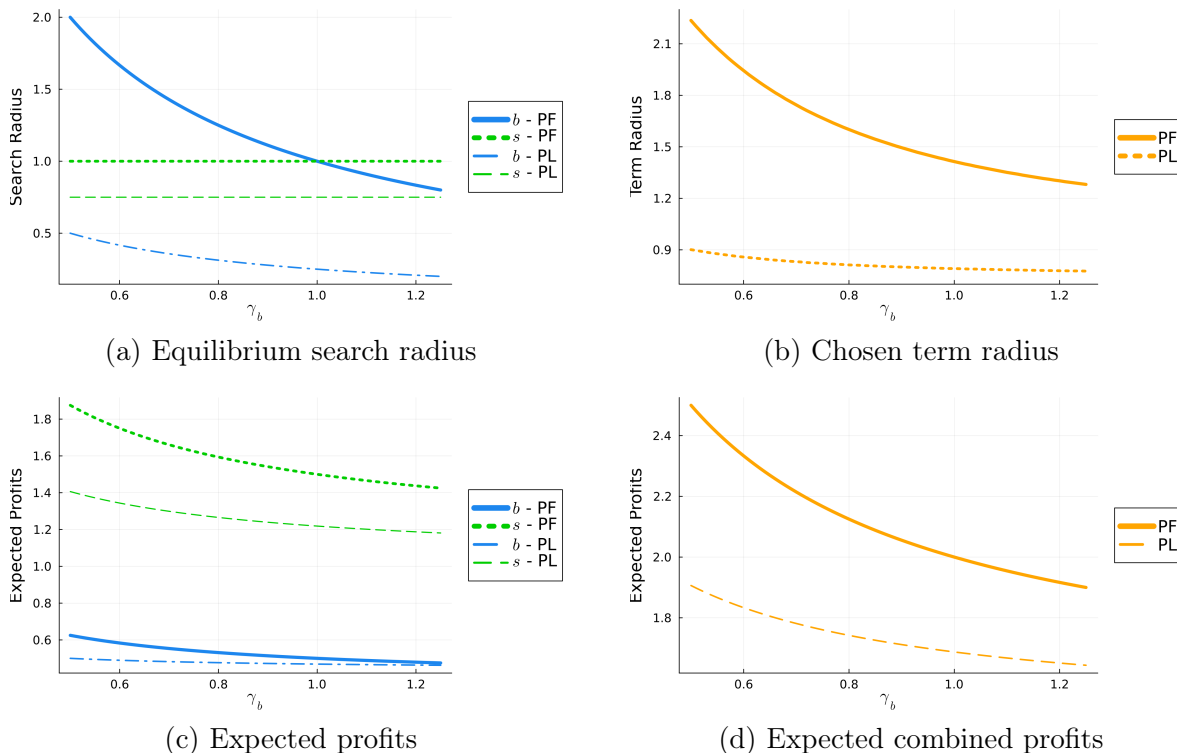 2.0
1.5
1.0
0.5
Search Radius
0.6
0.8
1.0
1.2
γ_b
b - PF
s - PF
b - PL
s - PL
(a) Equilibrium search radius
2.1
1.8
1.5
1.2
0.9
Term Radius
0.6
0.8
1.0
1.2
γ_b
PF
PL
(b) Chosen term radius
1.8
1.6
1.4
1.2
1.0
0.8
0.6
Expected Profits
0.6
0.8
1.0
1.2
γ_b
b - PF
s - PF
b - PL
s - PL
(c) Expected profits
2.4
2.2
2.0
1.8
Expected Profits
0.6
0.8
1.0
1.2
γ_b
PF
PL
(d) Expected combined profits